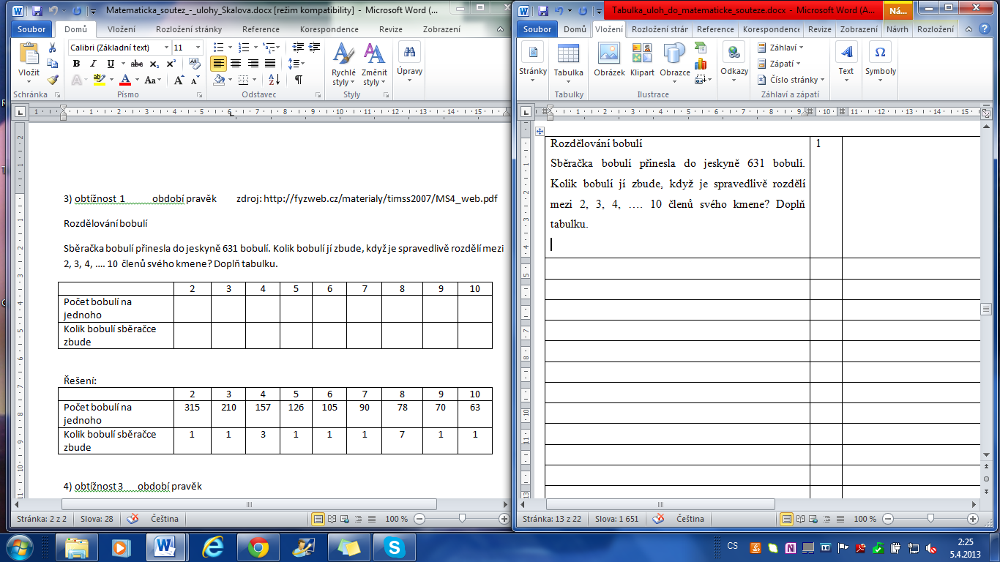 Matematicka_soutez_-_ulohy_Skalova.docx [režim kompatibility] - Microsoft Word (...
Soubor Domů Vložení Rozložení stránky Reference Korespondence Revize Zobrazení
Calibri (Základní text) 11
Vložit
Rychlé styly
Změnit styly
Úpravy
Schránka Písmo Odstavec Styly
3) obtížnost 1 období pravěk zdroj: http://fyzweb.cz/materialy/timss2007/MS4_web.pdf
Rozdělování bobulí
Sběračka bobulí přinesla do jeskyně 631 bobulí. Kolik bobulí jí zbude, když je spravedlivě rozdělí mezi
2, 3, 4, .... 10 členů svého kmene? Doplň tabulku.
2 3 4 5 6 7 8 9 10
Počet bobulí na
jednoho
Kolik bobulí sběračce
zbude
Řešení:
2 3 4 5 6 7 8 9 10
Počet bobulí na 315 210 157 126 105 90 78 70 63
jednoho
Kolik bobulí sběračce 1 1 3 1 1 1 7 1 1
zbude
4) obtížnost 3 období pravěk
Stránka: 2 z 2 Slova: 28 Čeština 100 %
Tabulka_uloh_do_matematicke_souteze.docx - Microsoft Word (A... Ná...
Soubor Domů Vložení Rozložení strár Reference Korespondence Revize Zobrazení Návrh Rozložení
Stránky
Tabulka
Obrázek
Klipart
Obrazce
Odkazy
Záhlaví
Zápatí
Číslo stránky
Text
Symboly
Tabulky Ilustrace Záhlaví a zápatí
Rozdělování bobulí 1
Sběračka bobulí přinesla do jeskyně 631 bobulí.
Kolik bobulí jí zbude, když je spravedlivě rozdělí
mezi 2, 3, 4, .... 10 členů svého kmene? Doplň
tabulku.
Stránka: 13 z 22 Slova: 1 651 Čeština 100 %
CS
2:25
5.4.2013